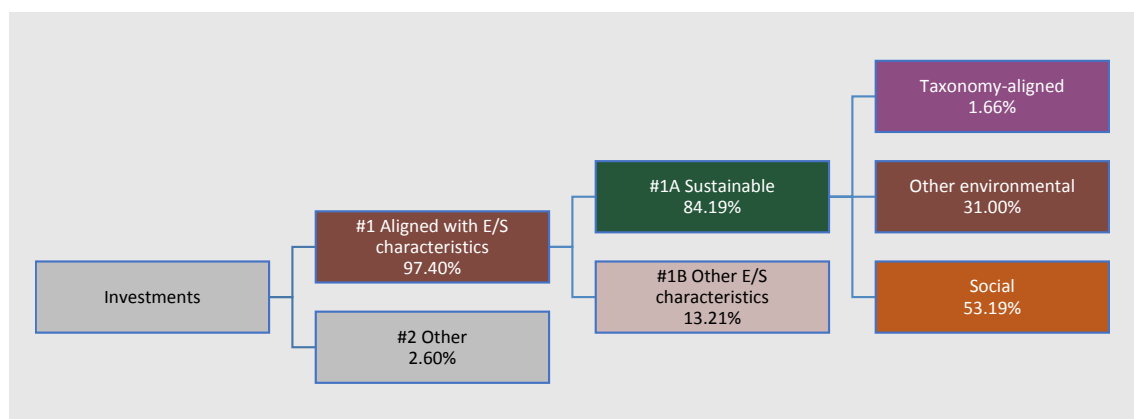 Investments
#1 Aligned with E/S
characteristics
97.40%
#2 Other
2.60%
#1A Sustainable
84.19%
#1B Other E/S
characteristics
13.21%
Taxonomy-aligned
1.66%
Other environmental
31.00%
Social
53.19%